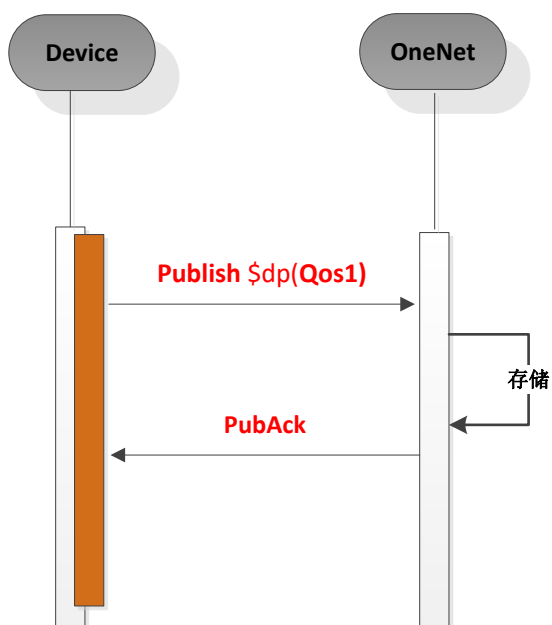 Device
OneNet
Publish $dp(Qos1)
存储
PubAck